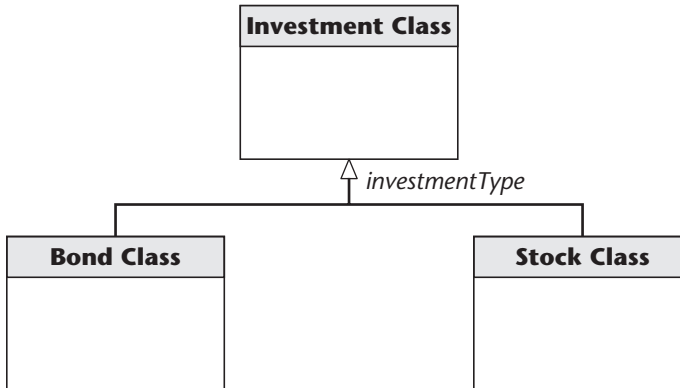 Investment Class
investmentType
Bond Class
Stock Class